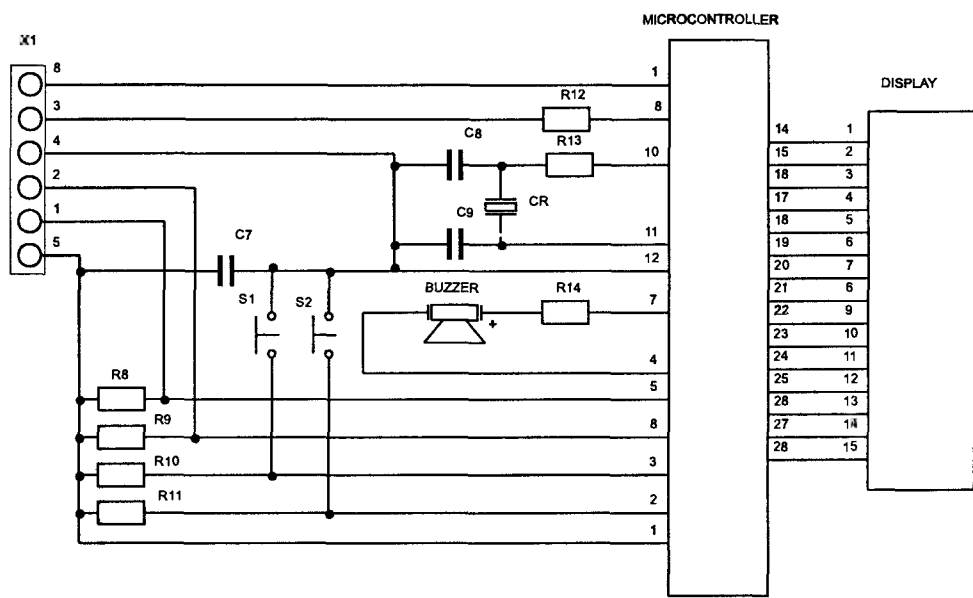 MICROCONTROLLER
X1
DISPLAY
8
1
3
R12
8
4
C8
R13
10
2
CR
1
C9
11
5
C7
12
S1
S2
BUZZER
+
R14
7
4
R8
5
R9
8
R10
3
R11
2
1
14 1
15 2
18 3
17 4
18 5
19 6
20 7
21 6
22 9
23 10
24 11
25 12
28 13
27 14
28 15